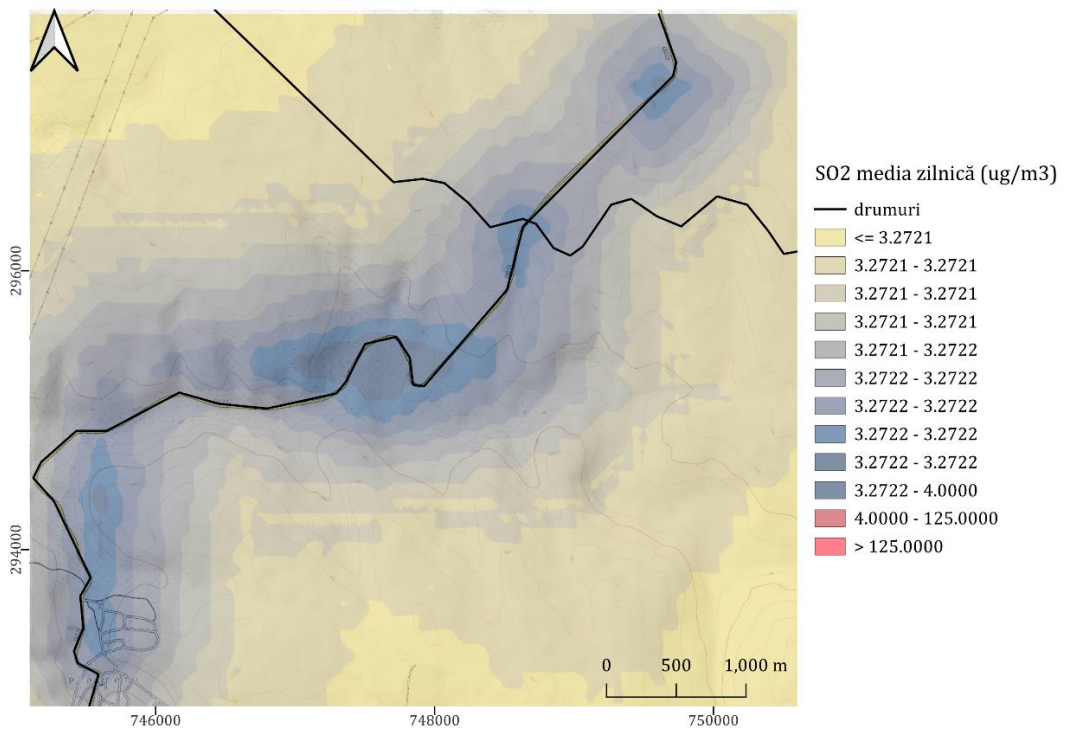 SO2 media zilnică (ug/m3)
drumuri
<= 3.2721
3.2721 - 3.2721
3.2721 - 3.2721
3.2721 - 3.2721
3.2721 - 3.2722
3.2722 - 3.2722
3.2722 - 3.2722
3.2722 - 3.2722
3.2722 - 3.2722
3.2722 - 4.0000
4.0000 - 125.0000
> 125.0000
296000
294000
0 500 1,000 m
746000 748000 750000